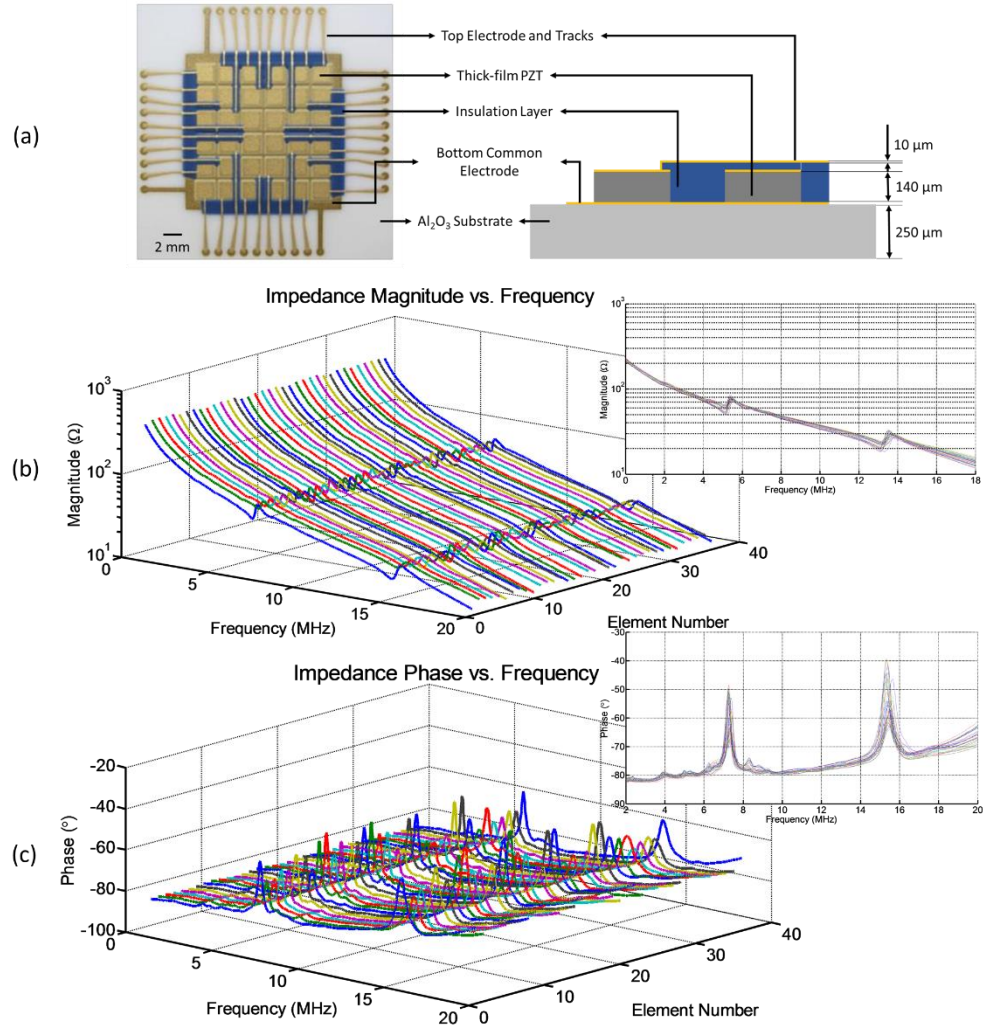 (a)
Top Electrode and Tracks
Thick-film PZT
Insulation Layer
Bottom Common
Electrode
Al₂O₃ Substrate
2 mm
10 μm
140 μm
250 μm
(b)
Impedance Magnitude vs. Frequency
Magnitude (Ω)
10³
10²
10¹
0
5
10
15
20
Frequency (MHz)
0
10
20
30
40
Element Number
Magnitude (Ω)
10³
10²
10¹
0 2 4 6 8 10 12 14 16 18
Frequency (MHz)
(c)
Impedance Phase vs. Frequency
Phase (°)
-20
-40
-60
-80
-100
0
5
10
15
20
Frequency (MHz)
0
10
20
30
40
Element Number
Phase (°)
-30
-40
-50
-60
-70
-80
-90
2 4 6 8 10 12 14 16 18 20
Frequency (MHz)